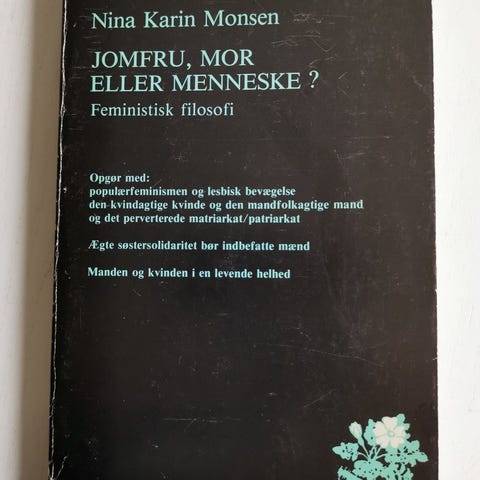 Nina Karin Monsen
JOMFRU, MOR
ELLER MENNESKE ?
Feministisk filosofi
Opgør med:
populærfeminismen og lesbisk bevægelse
den kvindagtige kvinde og den mandfolkagtige mand
og det perverterede matriarkat/patriarkat
Ægte søstersolidaritet bør indbefatte mænd
Manden og kvinden i en levende helhed